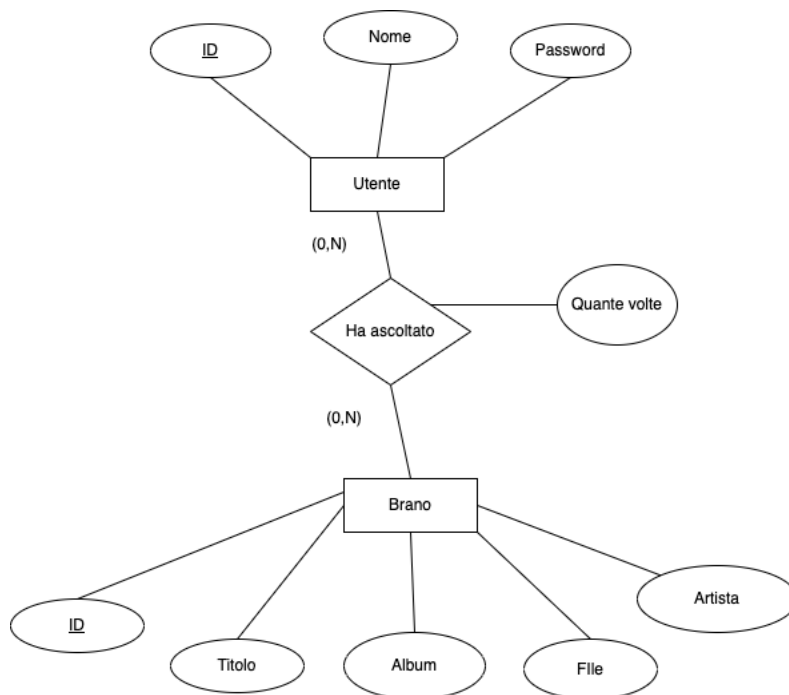 ID
Nome
Password
Utente
(0,N)
Quante volte
Ha ascoltato
(0,N)
Brano
Artista
ID
Titolo
Album
FIle